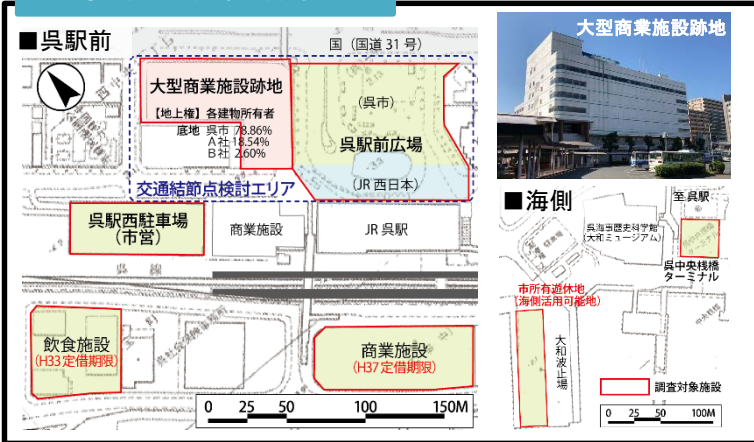 ■呉駅前
国（国道31号）
大型商業施設跡地
【地上権】各建物所有者
底地 呉市 78.86%
A社 18.54%
B社 2.60%
（呉市）
呉駅前広場
（JR西日本）
交通結節点検討エリア
呉駅西駐車場
（市営）
商業施設
JR呉駅
呉線
飲食施設
（H33定借期限）
商業施設
（H37定借期限）
0 25 50 100 150M
大型商業施設跡地
■海側
至 呉駅
呉海事歴史科学館
（大和ミュージアム）
呉中央桟橋
ターミナル
市所有遊休地
（海側活用可能地）
大和波止場
調査対象施設
0 25 50 100 150M